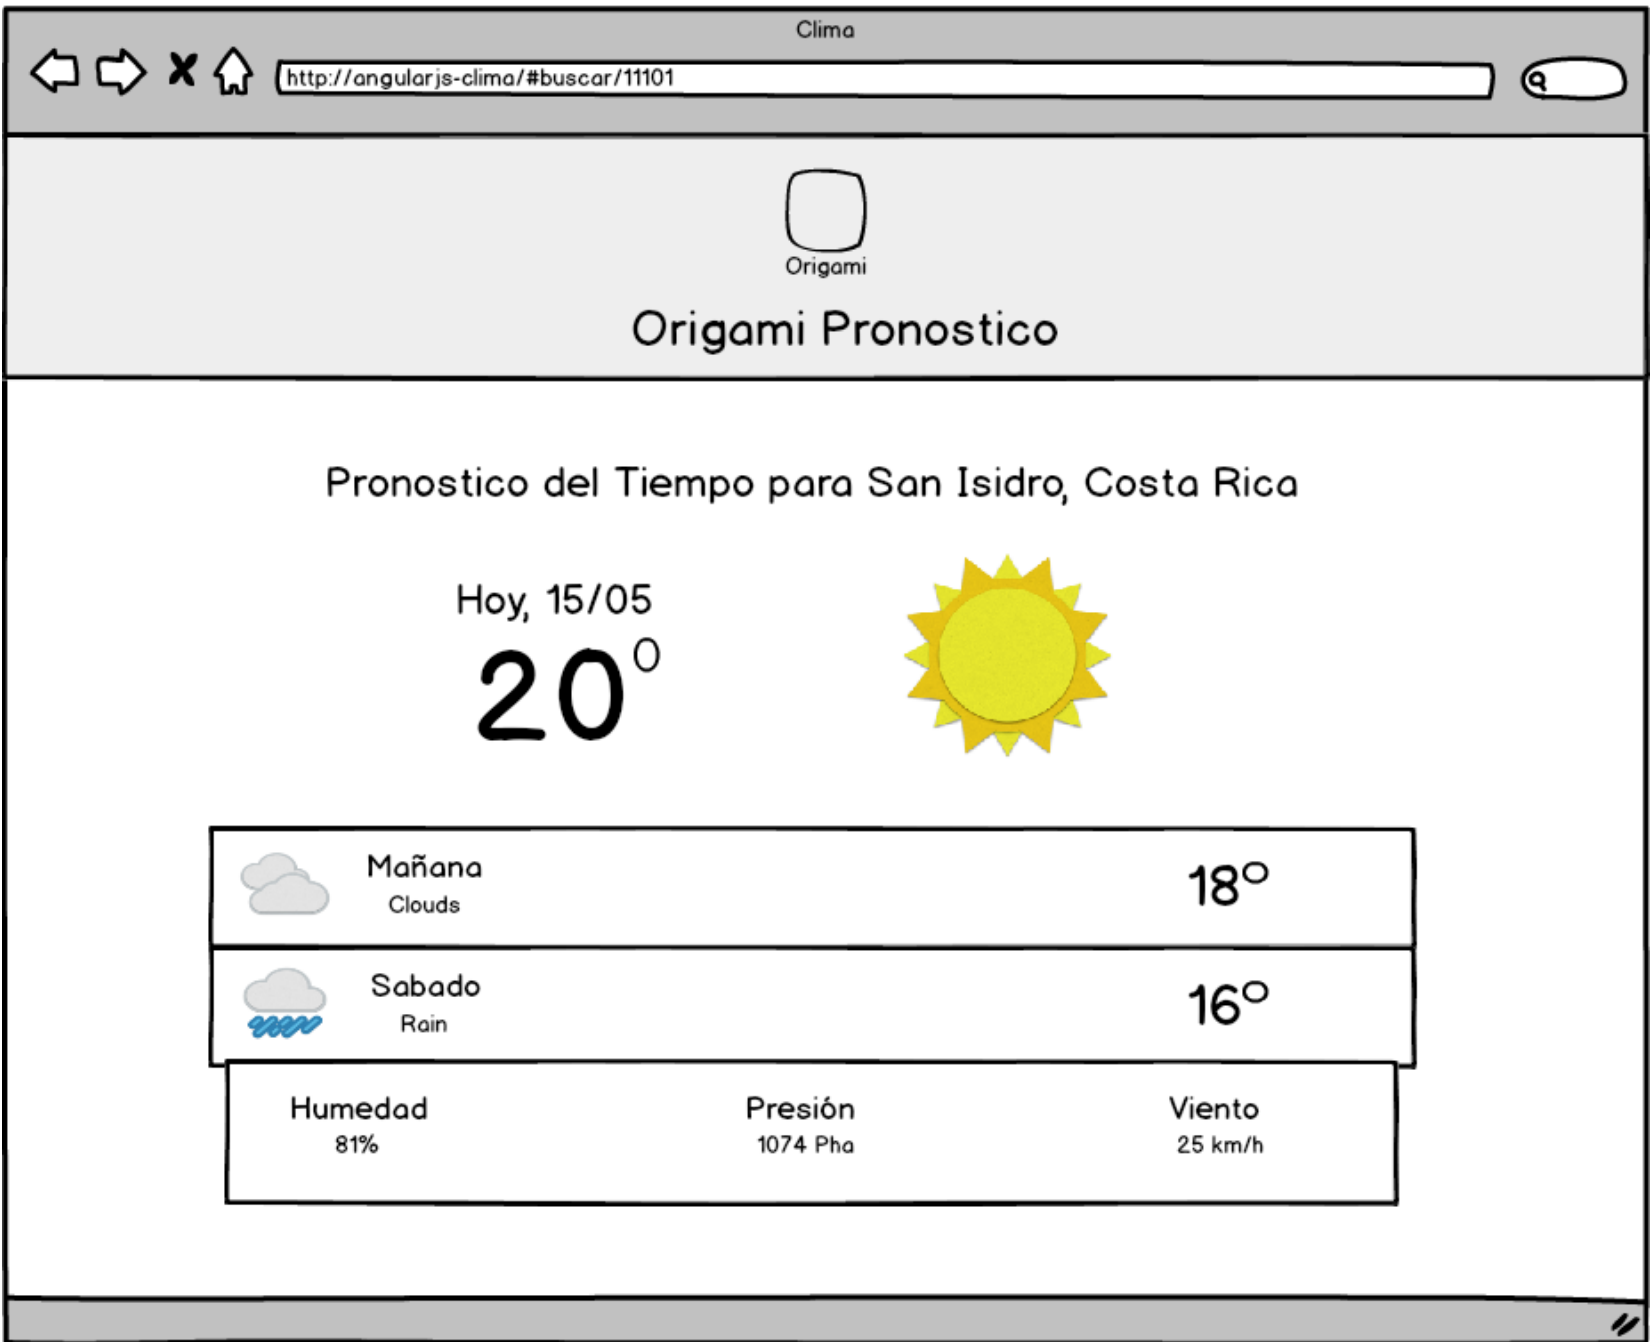 Clima
http://angularjs-clima/#buscar/11101
Origami
Origami Pronostico
Pronostico del Tiempo para San Isidro, Costa Rica
Hoy, 15/05
20°
Mañana
Clouds
18°
Sabado
Rain
16°
Humedad
81%
Presión
1074 Pha
Viento
25 km/h